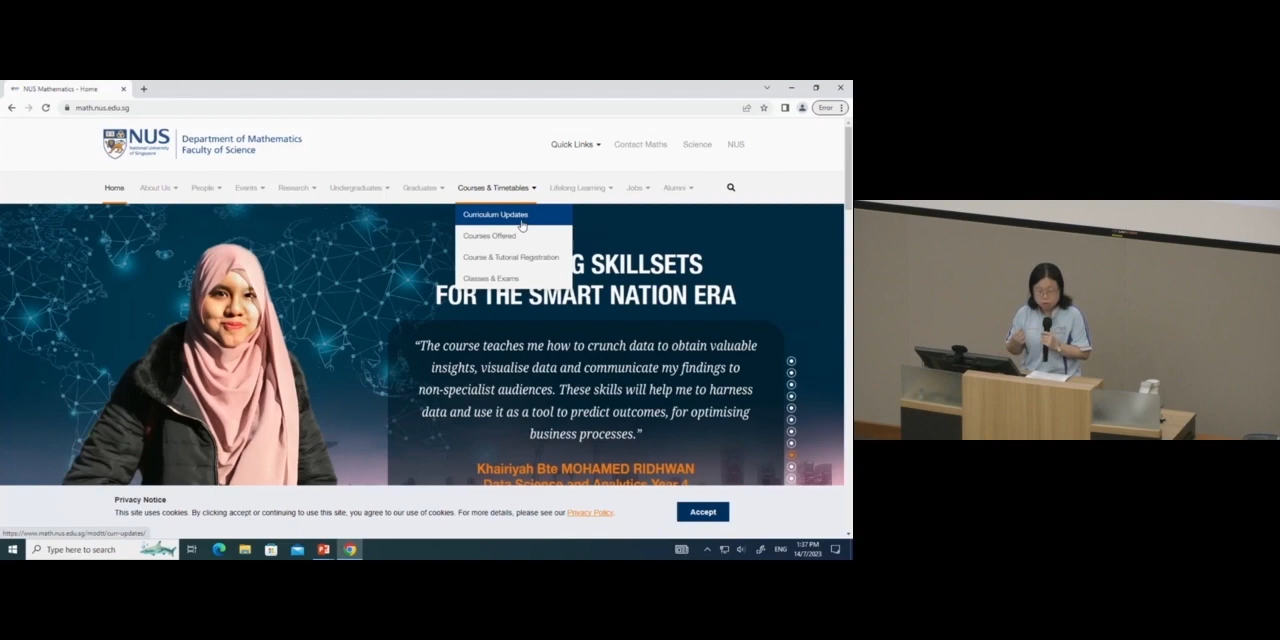 NUS Mathematics - Home
math.nus.edu.sg
Error
NUS
National University
of Singapore
Department of Mathematics
Faculty of Science
Quick Links
Contact Maths
Science
NUS
Home
About Us
People
Events
Research
Undergraduates
Graduates
Courses & Timetables
Lifelong Learning
Jobs
Alumni
Curriculum Updates
Courses Offered
Course & Tutorial Registration
Classes & Exams
G SKILLSETS
FOR THE SMART NATION ERA
“The course teaches me how to crunch data to obtain valuable
insights, visualise data and communicate my findings to
non-specialist audiences. These skills will help me to harness
data and use it as a tool to predict outcomes, for optimising
business processes.”
Khairiyah Bte MOHAMED RIDHWAN
Data Science and Analytics Year 4
Privacy Notice
This site uses cookies. By clicking accept or continuing to use this site, you agree to our use of cookies. For more details, please see our Privacy Policy.
Accept
https://www.math.nus.edu.sg/modtt/curr-updates/
Type here to search
ENG
1:37 PM
14/7/2023